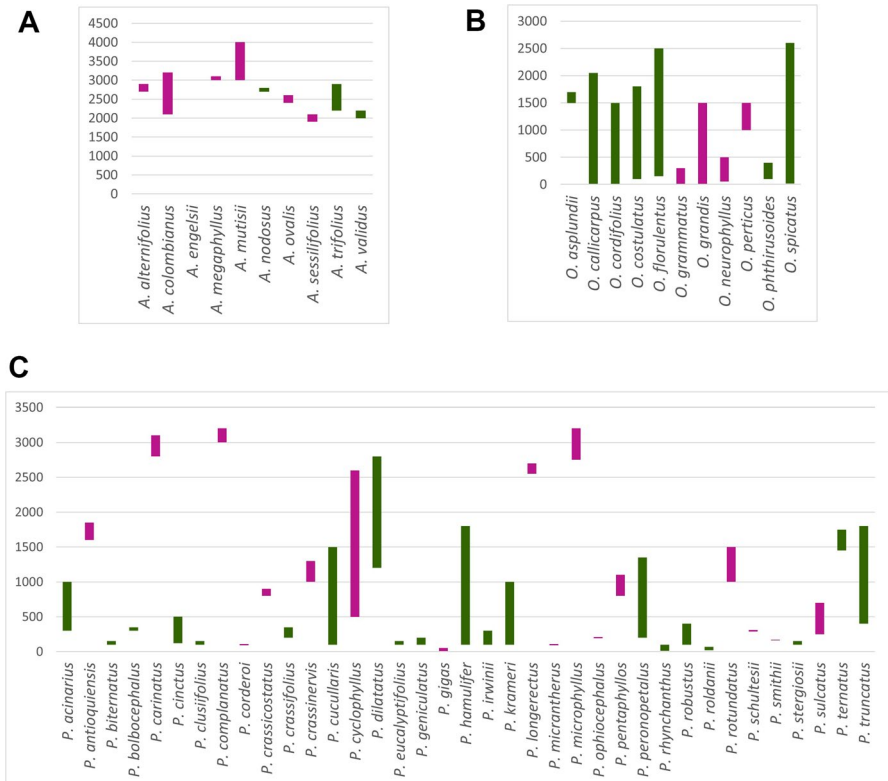 A
4500
4000
3500
3000
2500
2000
1500
1000
500
0
A. alternifolius
A. colombianus
A. engelsii
A. megaphyllus
A. mutisii
A. nodosus
A. ovalis
A. sessilifolius
A. trifolius
A. validus
B
3000
2500
2000
1500
1000
500
0
O. asplundii
O. callicarpus
O. cordifolius
O. costulatus
O. florulentus
O. grammatus
O. grandis
O. neurophyllus
O. perticus
O. phthirusoides
O. spicatus
C
3500
3000
2500
2000
1500
1000
500
0
P. acinarius
P. antioquiensis
P. biternatus
P. bolbocephalus
P. carinatus
P. cinctus
P. clusiifolius
P. complanatus
P. corderoi
P. crassicostatus
P. crassifolius
P. crassinervis
P. cucullaris
P. cyclophyllus
P. dilatatus
P. eucalyptifolius
P. geniculatus
P. gigas
P. hamulifer
P. irwinii
P. krameri
P. longerectus
P. micrantherus
P. microphyllus
P. ophiocephalus
P. pentaphyllos
P. peronopetalus
P. rhynchanthus
P. robustus
P. roldanii
P. rotundatus
P. schultesii
P. smithii
P. stergiosii
P. sulcatus
P. ternatus
P. truncatus